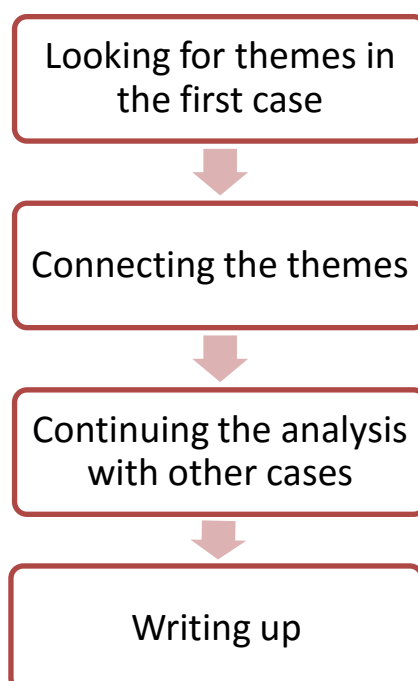 Looking for themes in
the first case
Connecting the themes
Continuing the analysis
with other cases
Writing up